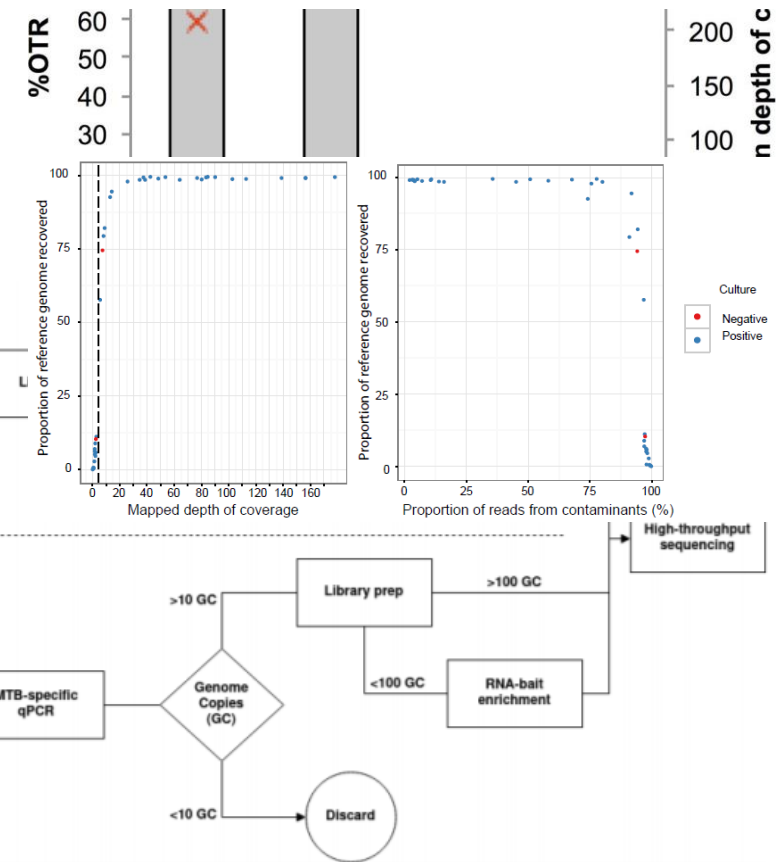 %OTR
60
50
40
30
200
150
100
n depth of c
Proportion of reference genome recovered
100
75
50
25
0
0 20 40 60 80 100 120 140 160
Mapped depth of coverage
Proportion of reference genome recovered
100
75
50
25
0
0 25 50 75 100
Proportion of reads from contaminants (%)
Culture
Negative
Positive
High-throughput
sequencing
>10 GC
Library prep
>100 GC
MTB-specific
qPCR
Genome
Copies
(GC)
<100 GC
RNA-bait
enrichment
<10 GC
Discard